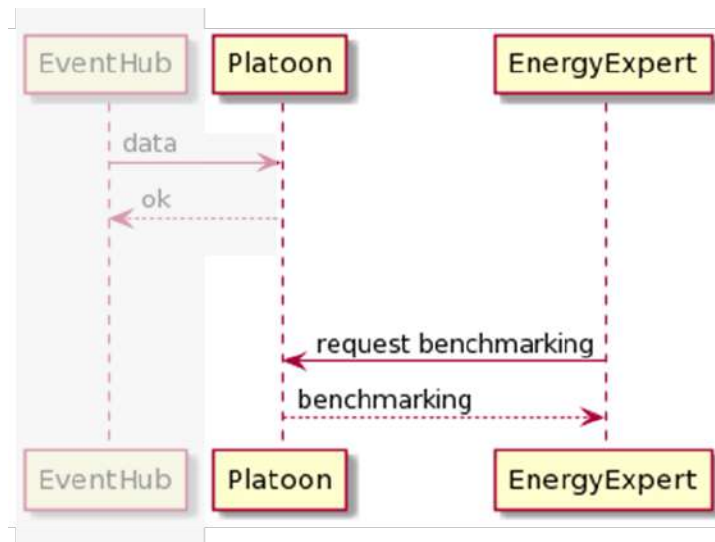 EventHub Platoon EnergyExpert
data
ok
request benchmarking
benchmarking
EventHub Platoon EnergyExpert